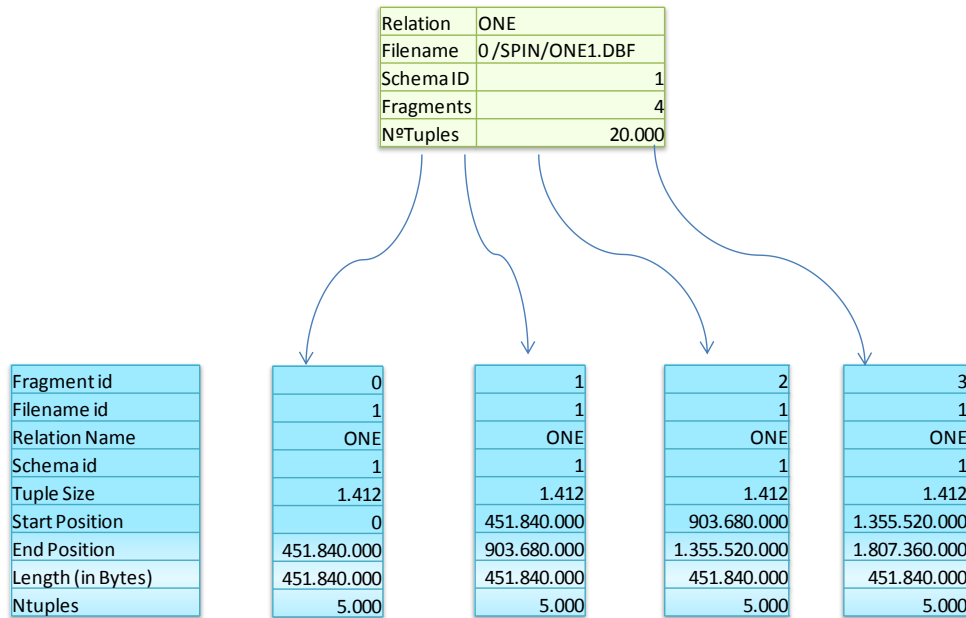 Relation ONE
Filename 0 /SPIN/ONE1.DBF
Schema ID 1
Fragments 4
NºTuples 20.000
Fragment id 0 1 2 3
Filename id 1 1 1 1
Relation Name ONE ONE ONE ONE
Schema id 1 1 1 1
Tuple Size 1.412 1.412 1.412 1.412
Start Position 0 451.840.000 903.680.000 1.355.520.000
End Position 451.840.000 903.680.000 1.355.520.000 1.807.360.000
Length (in Bytes) 451.840.000 451.840.000 451.840.000 451.840.000
Ntuples 5.000 5.000 5.000 5.000